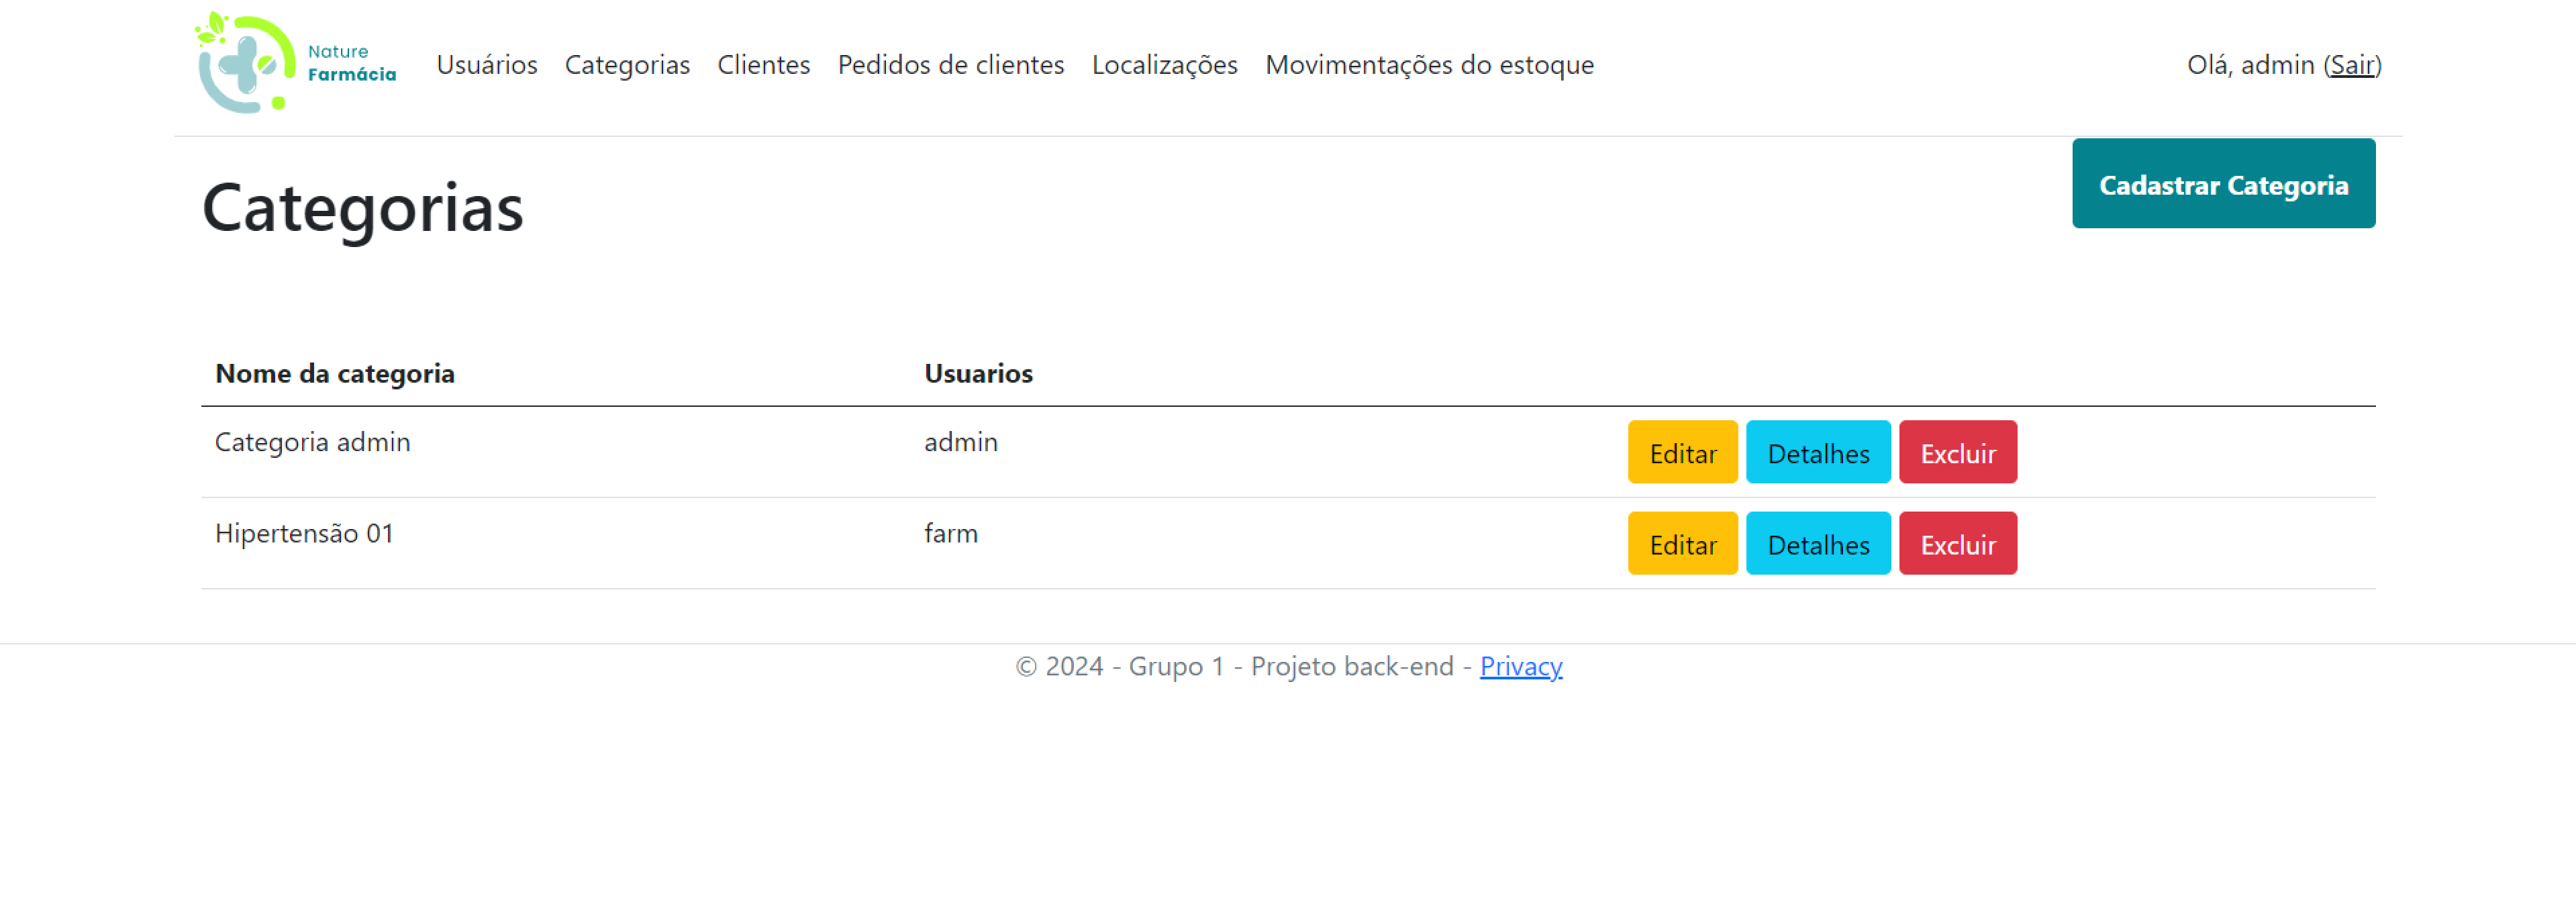 Nature
Farmácia
Usuários Categorias Clientes Pedidos de clientes Localizações Movimentações do estoque Olá, admin (Sair)
Categorias
Cadastrar Categoria
Nome da categoria Usuarios
Categoria admin admin Editar Detalhes Excluir
Hipertensão 01 farm Editar Detalhes Excluir
© 2024 - Grupo 1 - Projeto back-end - Privacy